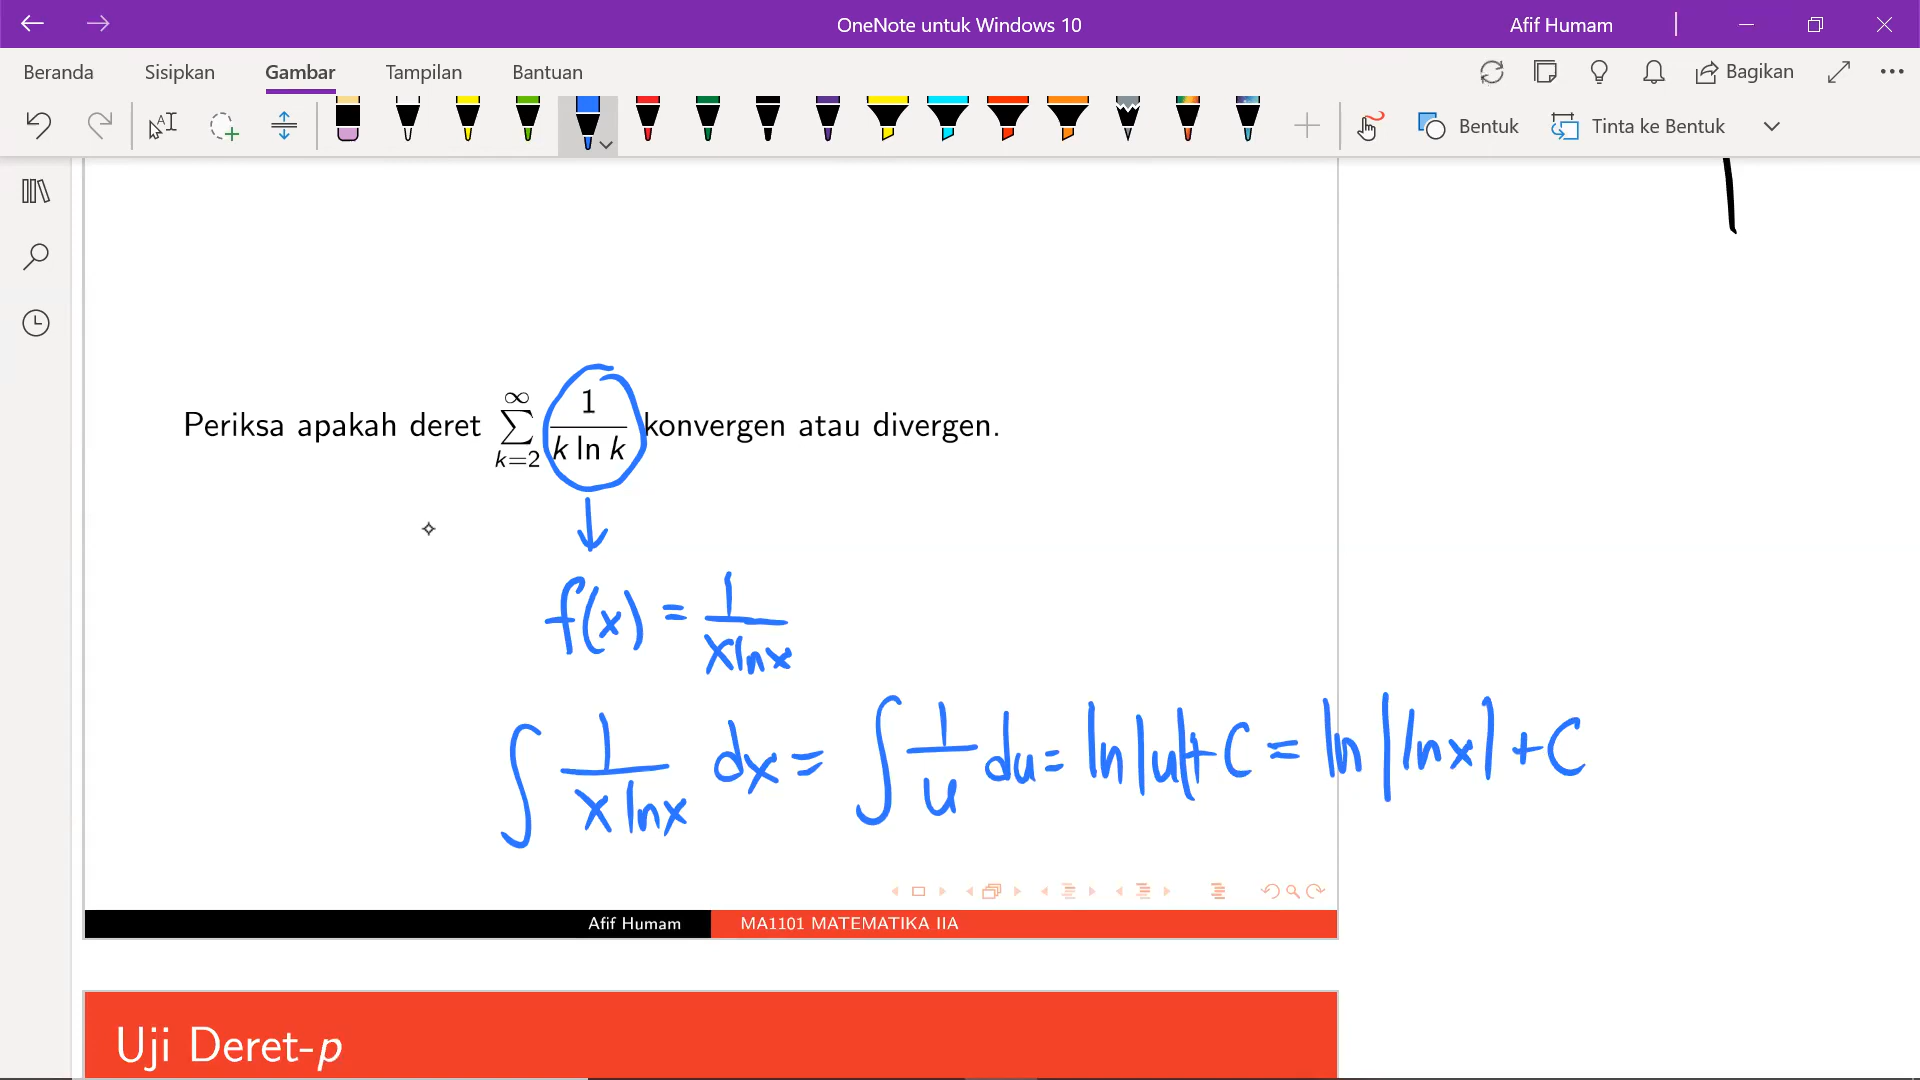 OneNote untuk Windows 10
Afif Humam
Beranda Sisipkan Gambar Tampilan Bantuan
Bagikan
Bentuk
Tinta ke Bentuk
Periksa apakah deret ∑_{k=2}^{∞} 1/(k ln k) konvergen atau divergen.
f(x) = 1/(x ln x)
∫ 1/(x ln x) dx = ∫ 1/u du = ln|u| + C = ln|ln x| + C
Afif Humam
MA1101 MATEMATIKA IIA
Uji Deret-p